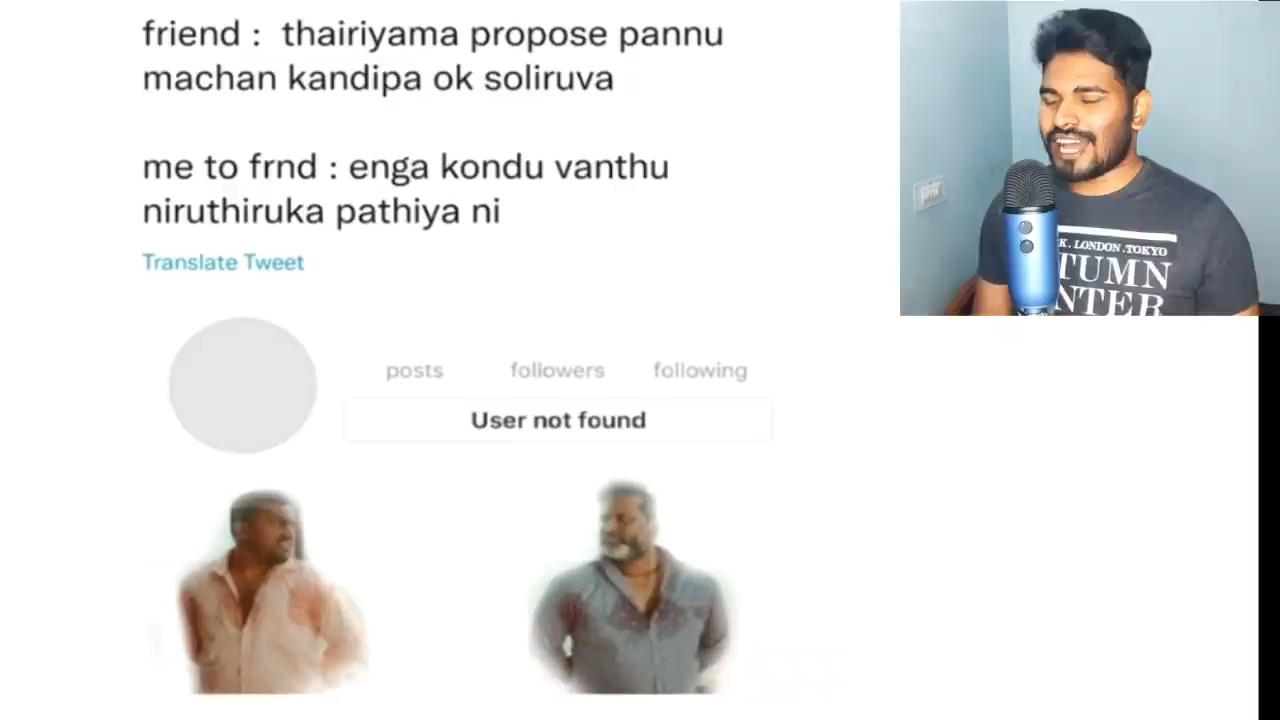 friend :  thairiyama propose pannu
machan kandipa ok soliruva
me to frnd : enga kondu vanthu
niruthiruka pathiya ni
Translate Tweet
posts followers following
User not found
K . LONDON .TOKYO
TUMN
NTER